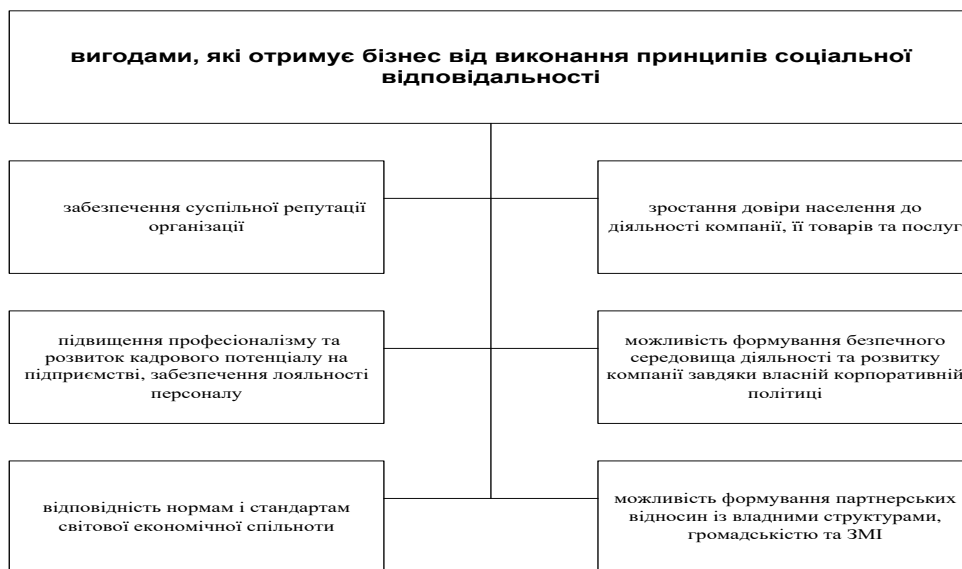 вигодами, які отримує бізнес від виконання принципів соціальної
відповідальності
забезпечення суспільної репутації
організації
зростання довіри населення до
діяльності компанії, її товарів та послуг
підвищення професіоналізму та
розвиток кадрового потенціалу на
підприємстві, забезпечення лояльності
персоналу
можливість формування безпечного
середовища діяльності та розвитку
компанії завдяки власній корпоративній
політиці
відповідність нормам і стандартам
світової економічної спільноти
можливість формування партнерських
відносин із владними структурами,
громадськістю та ЗМІ